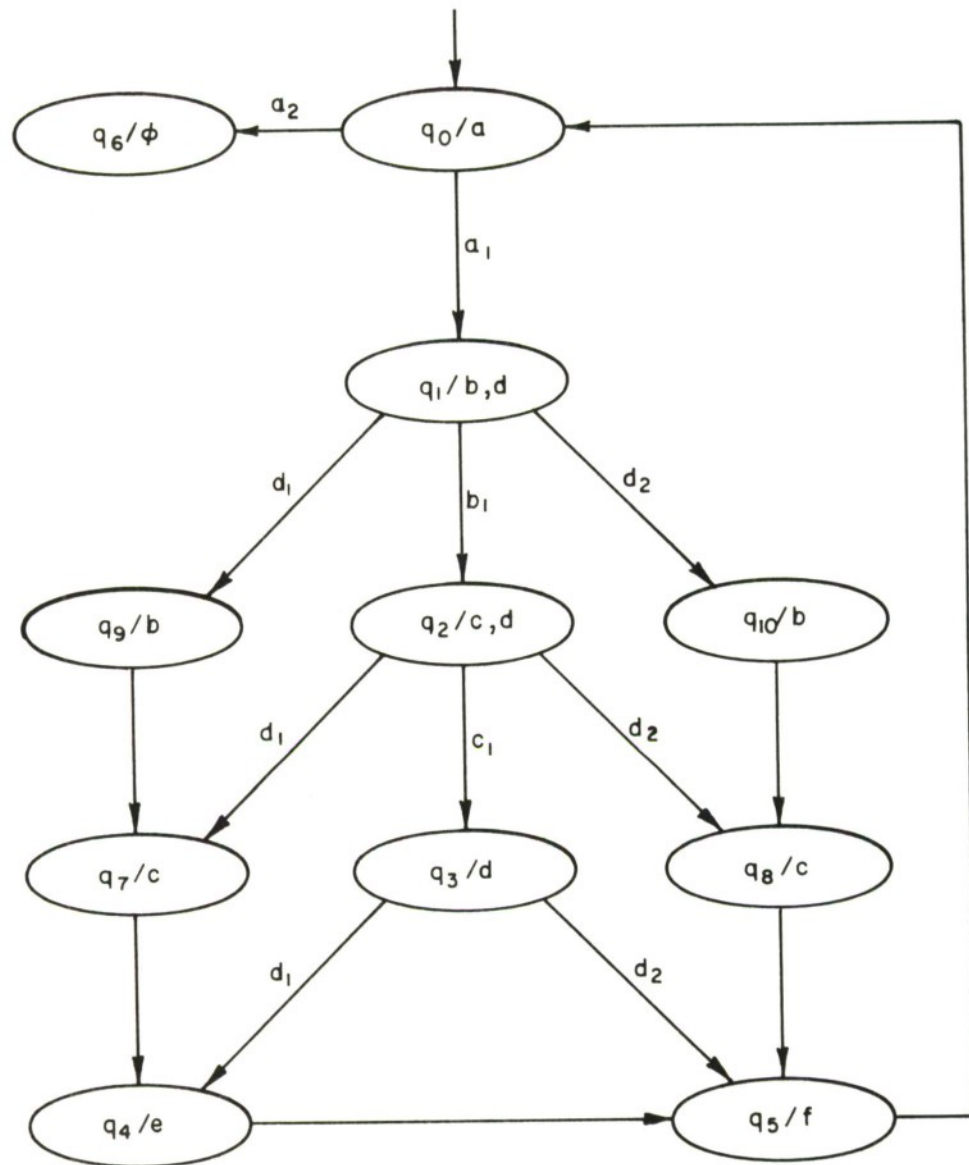 a₂
q₆/ϕ
q₀/a
a₁
q₁/b,d
d₁
b₁
d₂
q₉/b
q₂/c,d
q₁₀/b
d₁
c₁
d₂
q₇/c
q₃/d
q₈/c
d₁
d₂
q₄/e
q₅/f